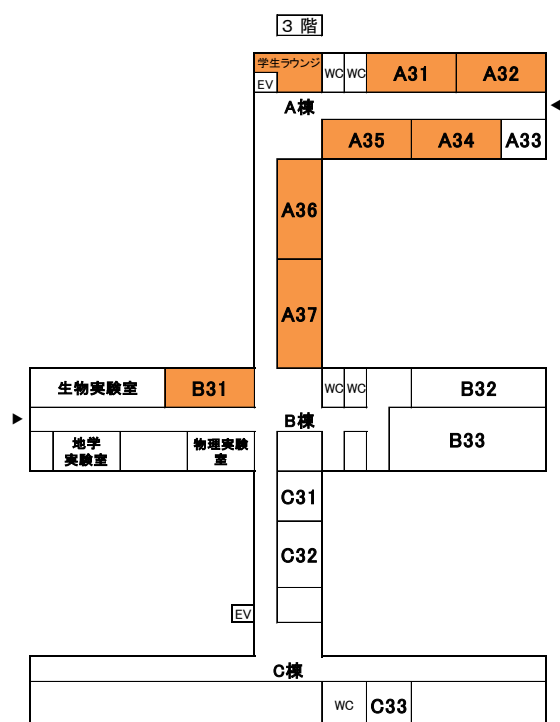 3 階
学生ラウンジ WC WC A31 A32
EV
A棟
A35 A34 A33
A36
A37
生物実験室 B31 WC WC B32
B棟
B33
地学
実験室
物理実験
室
C31
C32
EV
C棟
WC C33